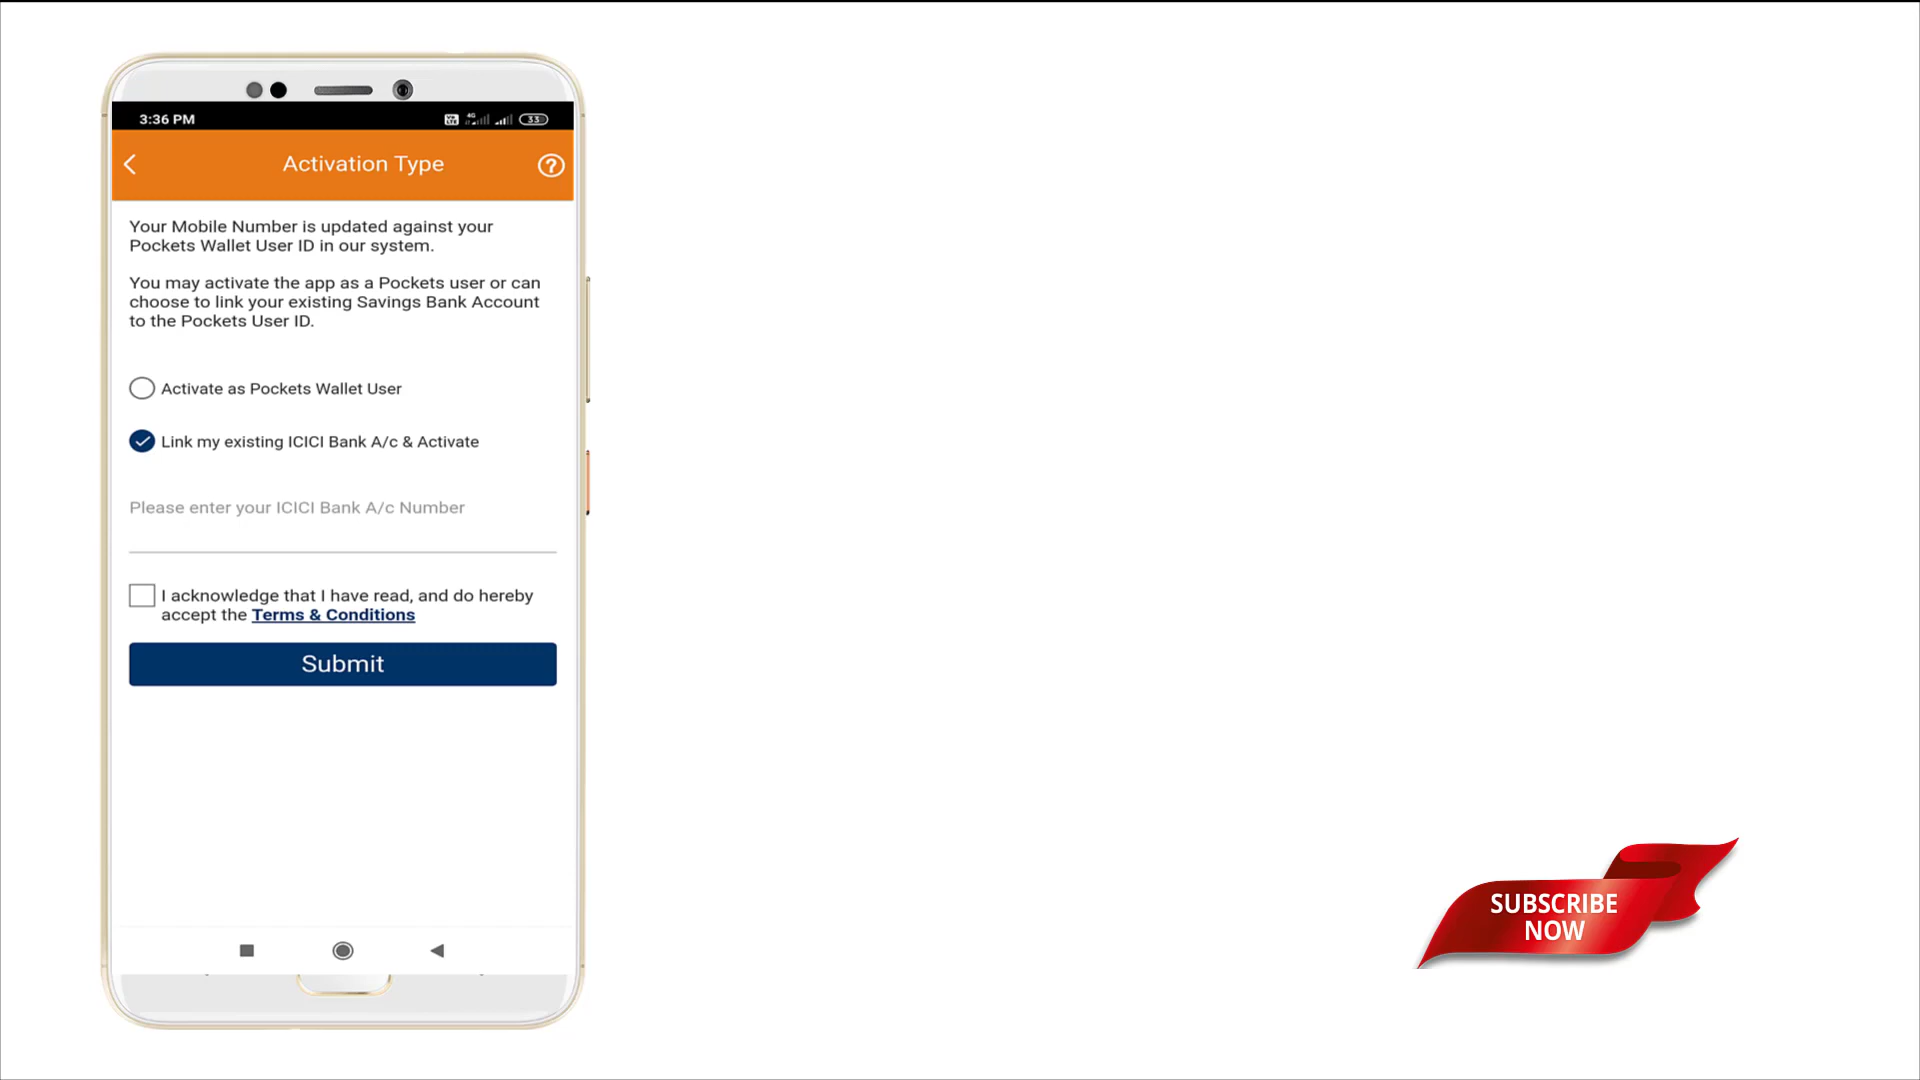 3:36 PM
33
Activation Type
Your Mobile Number is updated against your
Pockets Wallet User ID in our system.
You may activate the app as a Pockets user or can
choose to link your existing Savings Bank Account
to the Pockets User ID.
Activate as Pockets Wallet User
Link my existing ICICI Bank A/c & Activate
Please enter your ICICI Bank A/c Number
I acknowledge that I have read, and do hereby
accept the Terms & Conditions
Submit
SUBSCRIBE
NOW